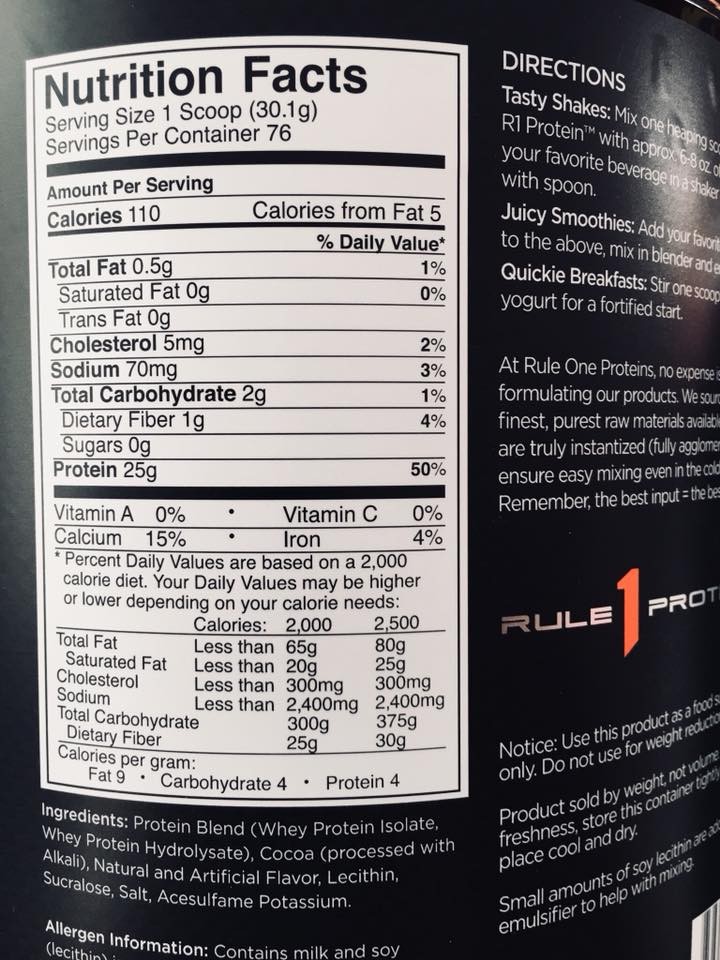 Nutrition Facts
Serving Size 1 Scoop (30.1g)
Servings Per Container 76
Amount Per Serving
Calories 110 Calories from Fat 5
% Daily Value*
Total Fat 0.5g 1%
Saturated Fat 0g 0%
Trans Fat 0g
Cholesterol 5mg 2%
Sodium 70mg 3%
Total Carbohydrate 2g 1%
Dietary Fiber 1g 4%
Sugars 0g
Protein 25g 50%
Vitamin A 0% • Vitamin C 0%
Calcium 15% • Iron 4%
* Percent Daily Values are based on a 2,000
calorie diet. Your Daily Values may be higher
or lower depending on your calorie needs:
Calories: 2,000 2,500
Total Fat Less than 65g 80g
Saturated Fat Less than 20g 25g
Cholesterol Less than 300mg 300mg
Sodium Less than 2,400mg 2,400mg
Total Carbohydrate 300g 375g
Dietary Fiber 25g 30g
Calories per gram:
Fat 9 • Carbohydrate 4 • Protein 4
Ingredients: Protein Blend (Whey Protein Isolate,
Whey Protein Hydrolysate), Cocoa (processed with
Alkali), Natural and Artificial Flavor, Lecithin,
Sucralose, Salt, Acesulfame Potassium.
Allergen Information: Contains milk and soy
(lecithin)
DIRECTIONS
Tasty Shakes: Mix one heaping
R1 Protein™ with approx. 6-8 oz.
your favorite beverage in a shaker
with spoon.
Juicy Smoothies: Add your
to the above, mix in blender and
Quickie Breakfasts: Stir one scoop
yogurt for a fortified start.
At Rule One Proteins, no expense
formulating our products. We
finest, purest raw materials
are truly instantized (fully
ensure easy mixing even in the
Remember, the best input = the
RULE 1
Notice: Use this product as a food
only. Do not use for weight
Product sold by weight, not volume.
freshness, store this container tightly
place cool and dry.
Small amounts of soy lecithin are
emulsifier to help with mixing.